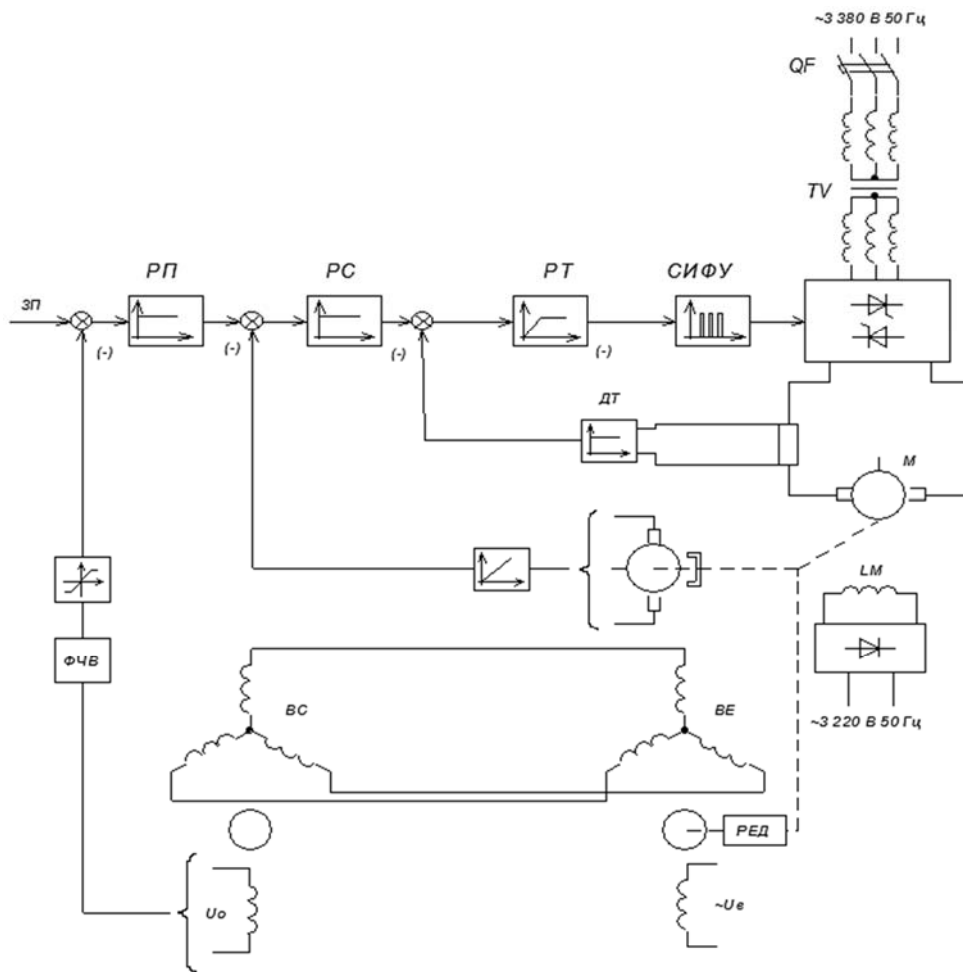 ~3 380 В 50 Гц
QF
TV
РП
РС
РТ
СИФУ
ЗП
(-)
(-)
(-)
(-)
ДТ
М
LM
ФЧВ
ВС
ВЕ
~3 220 В 50 Гц
РЕД
Uо
~Uв